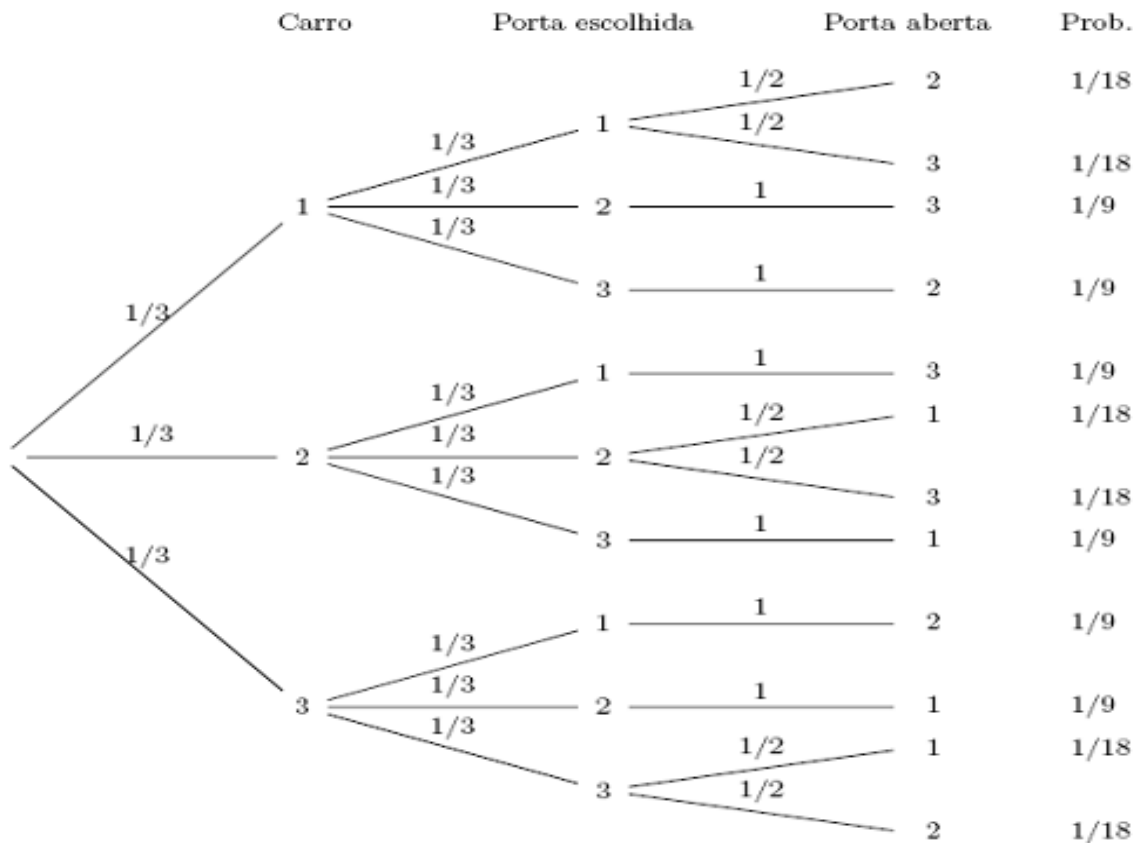 Carro Porta escolhida Porta aberta Prob.
1/2 2 1/18
1 1/2
1/3 3 1/18
1 1/3 2 1 3 1/9
1/3
3 1 2 1/9
1/3
1 1 3 1/9
1/3 1/2 1 1/18
1/3 2 1/3 2 1/2
1/3 3 1/18
3 1 1 1/9
1/3
1 1 2 1/9
1/3
3 1/3 2 1 1 1/9
1/3 1/2 1 1/18
3 1/2
2 1/18